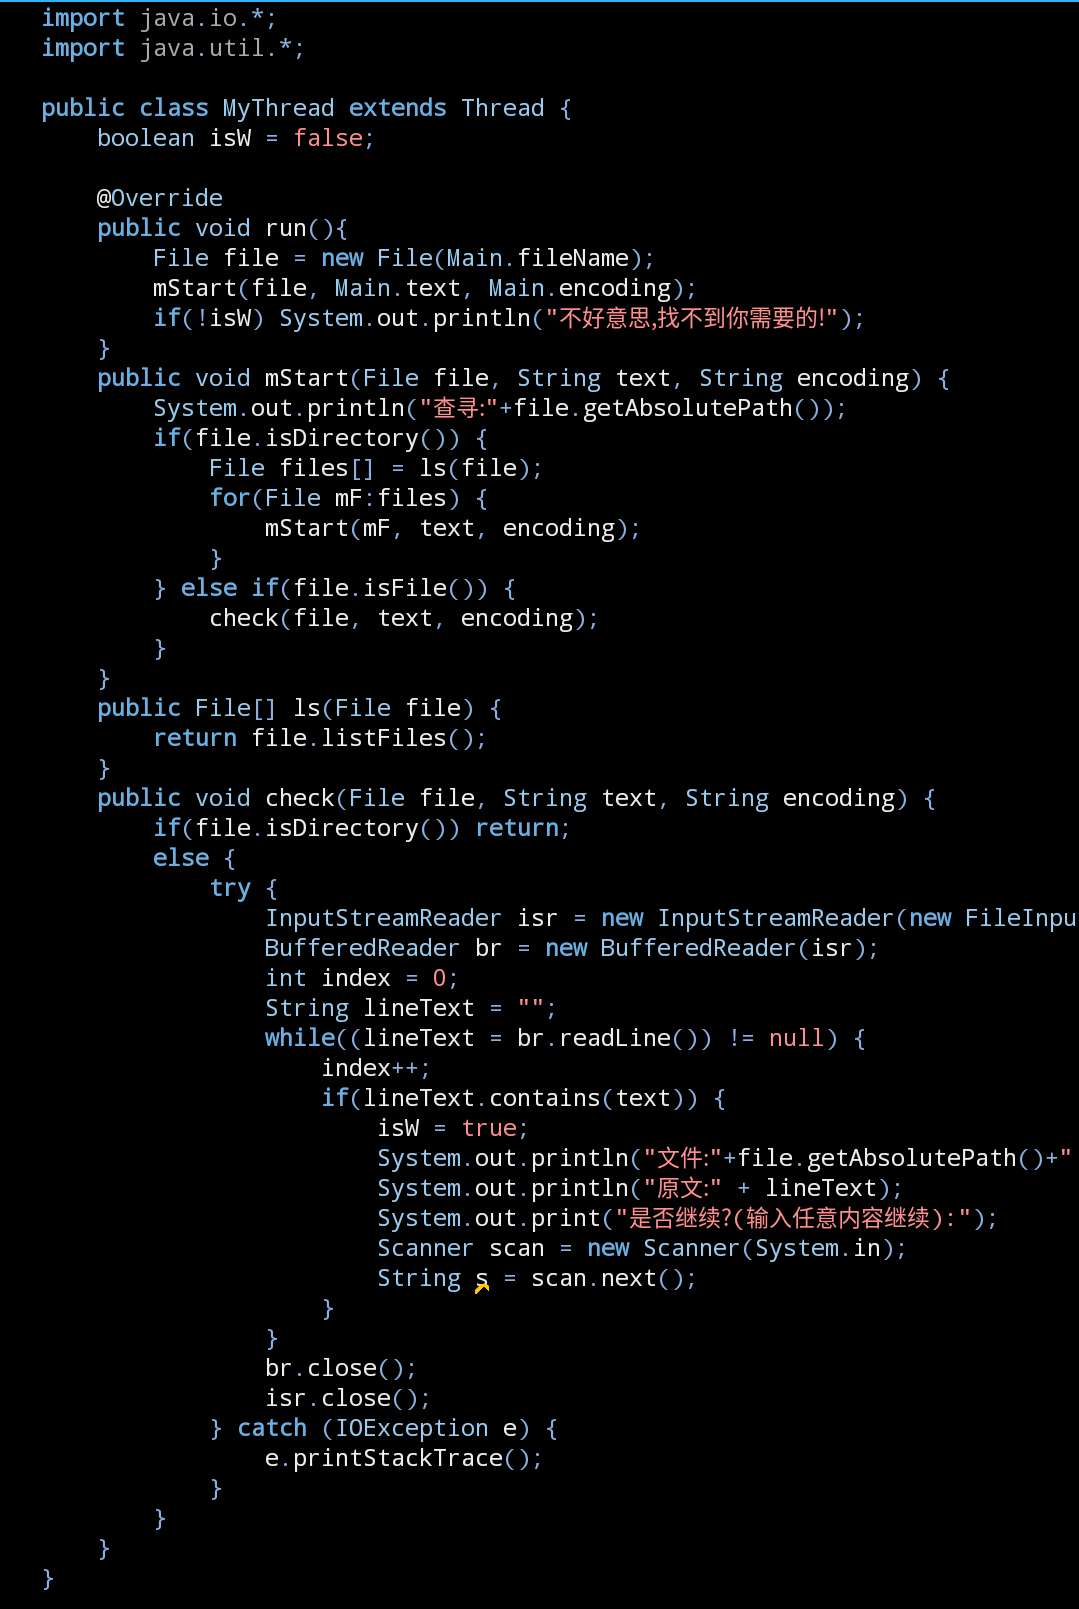 import java.io.*;
import java.util.*;
public class MyThread extends Thread {
boolean isW = false;
@Override
public void run(){
File file = new File(Main.fileName);
mStart(file, Main.text, Main.encoding);
if(!isW) System.out.println("不好意思,找不到你需要的!");
}
public void mStart(File file, String text, String encoding) {
System.out.println("查寻:"+file.getAbsolutePath());
if(file.isDirectory()) {
File files[] = ls(file);
for(File mF:files) {
mStart(mF, text, encoding);
}
} else if(file.isFile()) {
check(file, text, encoding);
}
}
public File[] ls(File file) {
return file.listFiles();
}
public void check(File file, String text, String encoding) {
if(file.isDirectory()) return;
else {
try {
InputStreamReader isr = new InputStreamReader(new FileInpu
BufferedReader br = new BufferedReader(isr);
int index = 0;
String lineText = "";
while((lineText = br.readLine()) != null) {
index++;
if(lineText.contains(text)) {
isW = true;
System.out.println("文件:"+file.getAbsolutePath()+"
System.out.println("原文:" + lineText);
System.out.print("是否继续?(输入任意内容继续):");
Scanner scan = new Scanner(System.in);
String s = scan.next();
}
}
br.close();
isr.close();
} catch (IOException e) {
e.printStackTrace();
}
}
}
}